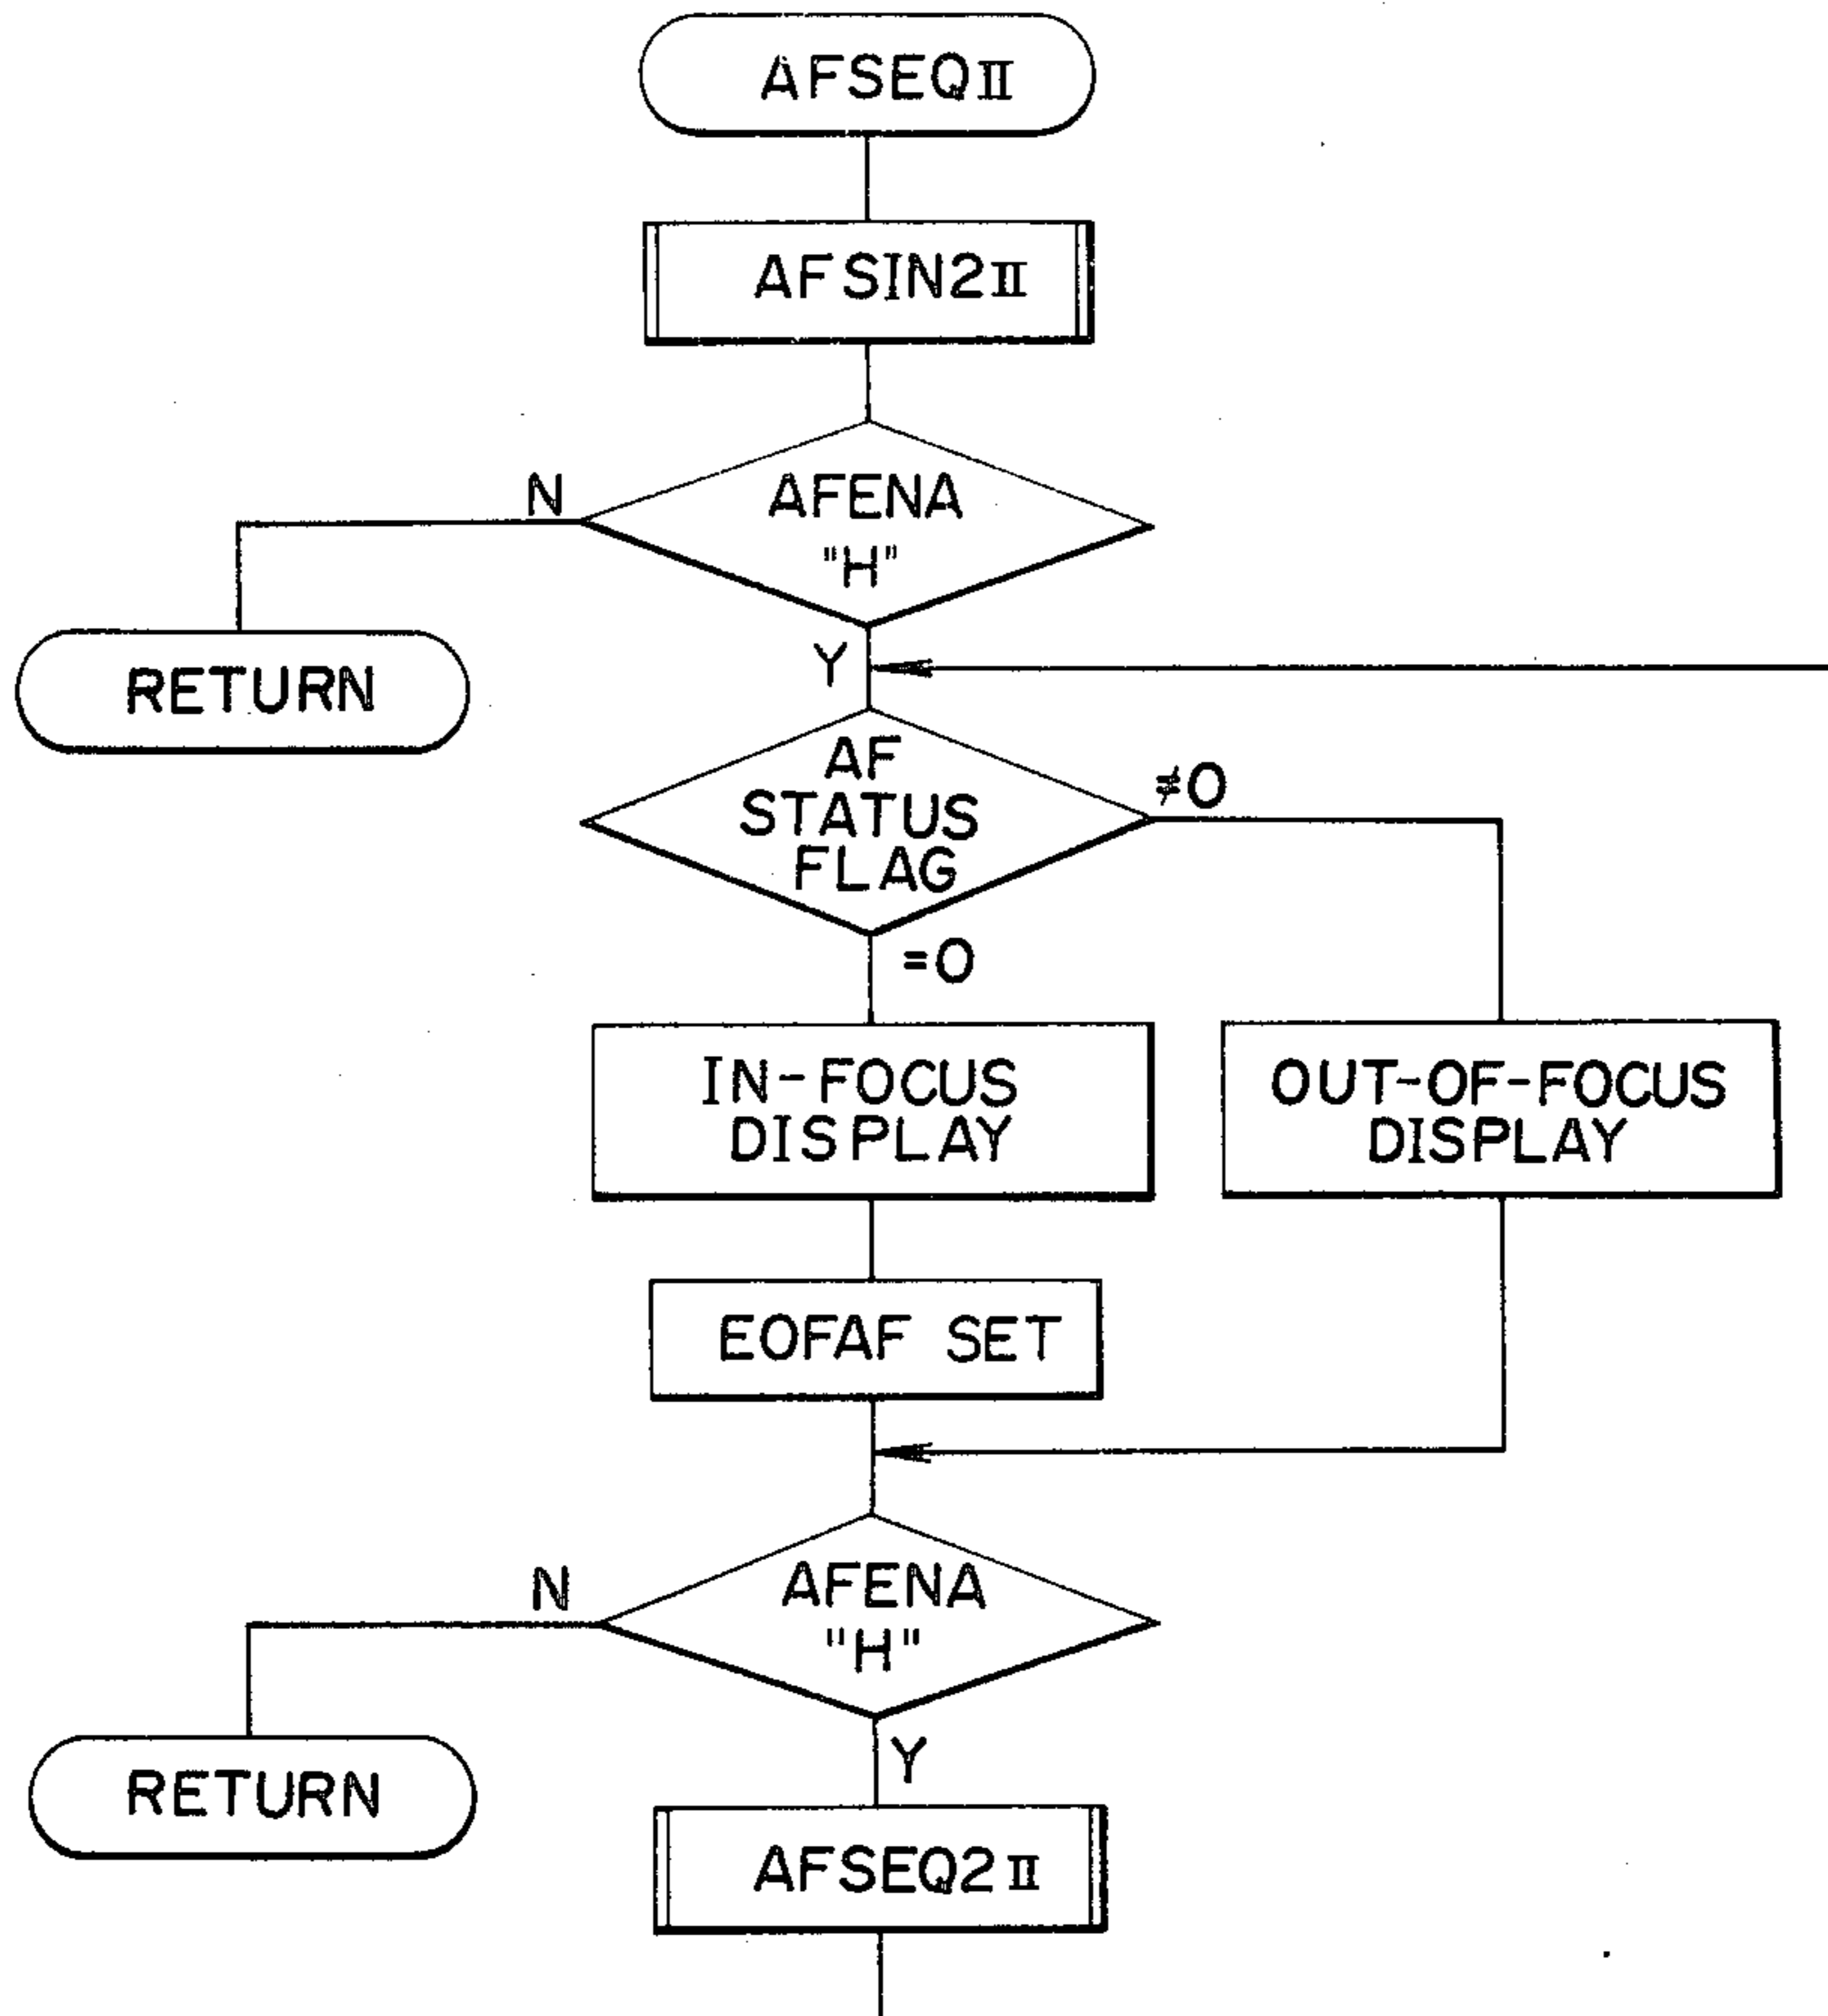 AFSEQII
AFSIN2II
AFENA
"H"
N
Y
RETURN
AF
STATUS
FLAG
≠0
=0
IN-FOCUS
DISPLAY
OUT-OF-FOCUS
DISPLAY
EOFAF SET
AFENA
"H"
N
Y
RETURN
AFSEQ2II